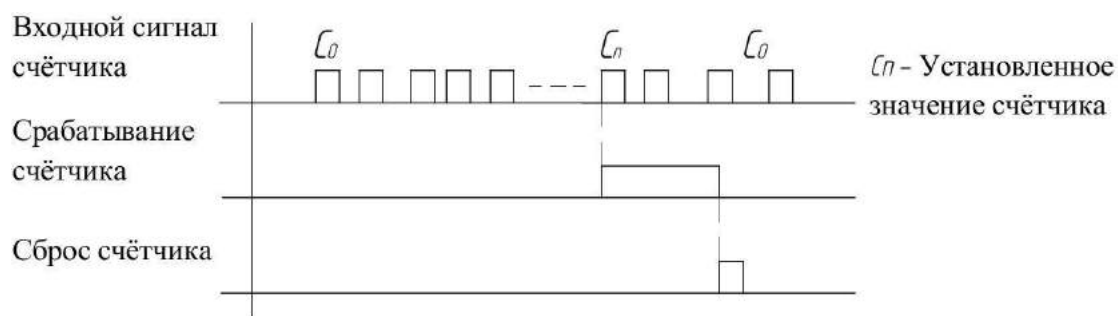 Входной сигнал
счётчика
C0
Cn
C0
Cn – Установленное
значение счётчика
Срабатывание
счётчика
Сброс счётчика